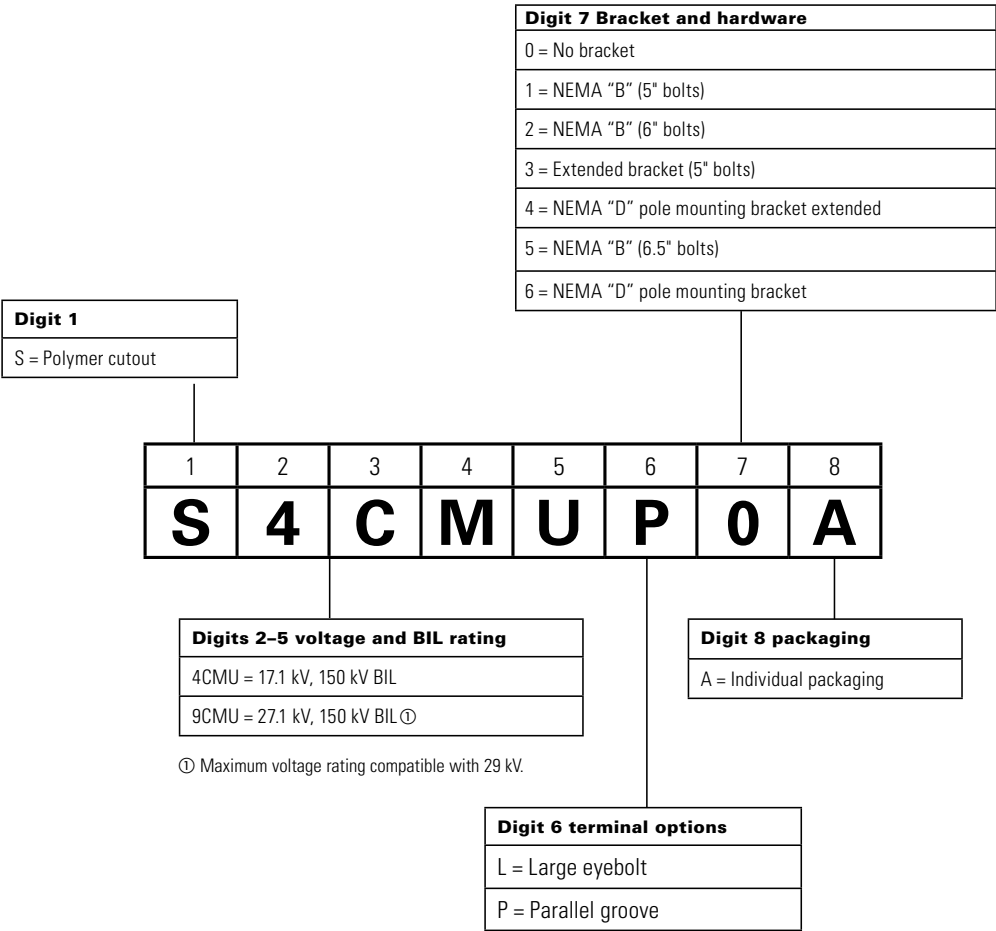 Digit 7 Bracket and hardware
0 = No bracket
1 = NEMA “B” (5" bolts)
2 = NEMA “B” (6" bolts)
3 = Extended bracket (5" bolts)
4 = NEMA “D” pole mounting bracket extended
5 = NEMA “B” (6.5" bolts)
6 = NEMA “D” pole mounting bracket
Digit 1
S = Polymer cutout
1 2 3 4 5 6 7 8
S 4 C M U P 0 A
Digits 2–5 voltage and BIL rating
4CMU = 17.1 kV, 150 kV BIL
9CMU = 27.1 kV, 150 kV BIL①
① Maximum voltage rating compatible with 29 kV.
Digit 8 packaging
A = Individual packaging
Digit 6 terminal options
L = Large eyebolt
P = Parallel groove